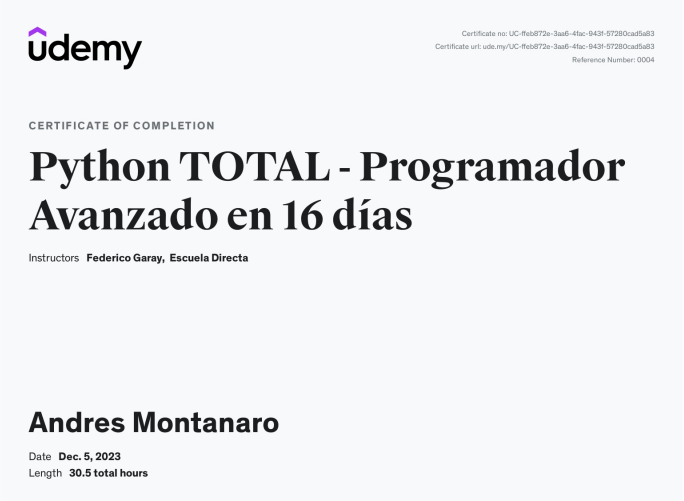 udemy
Certificate no: UC-ffeb872e-3aa6-4fac-943f-57280cad5a83
Certificate url: ude.my/UC-ffeb872e-3aa6-4fac-943f-57280cad5a83
Reference Number: 0004
CERTIFICATE OF COMPLETION
Python TOTAL - Programador
Avanzado en 16 días
Instructors Federico Garay, Escuela Directa
Andres Montanaro
Date Dec. 5, 2023
Length 30.5 total hours